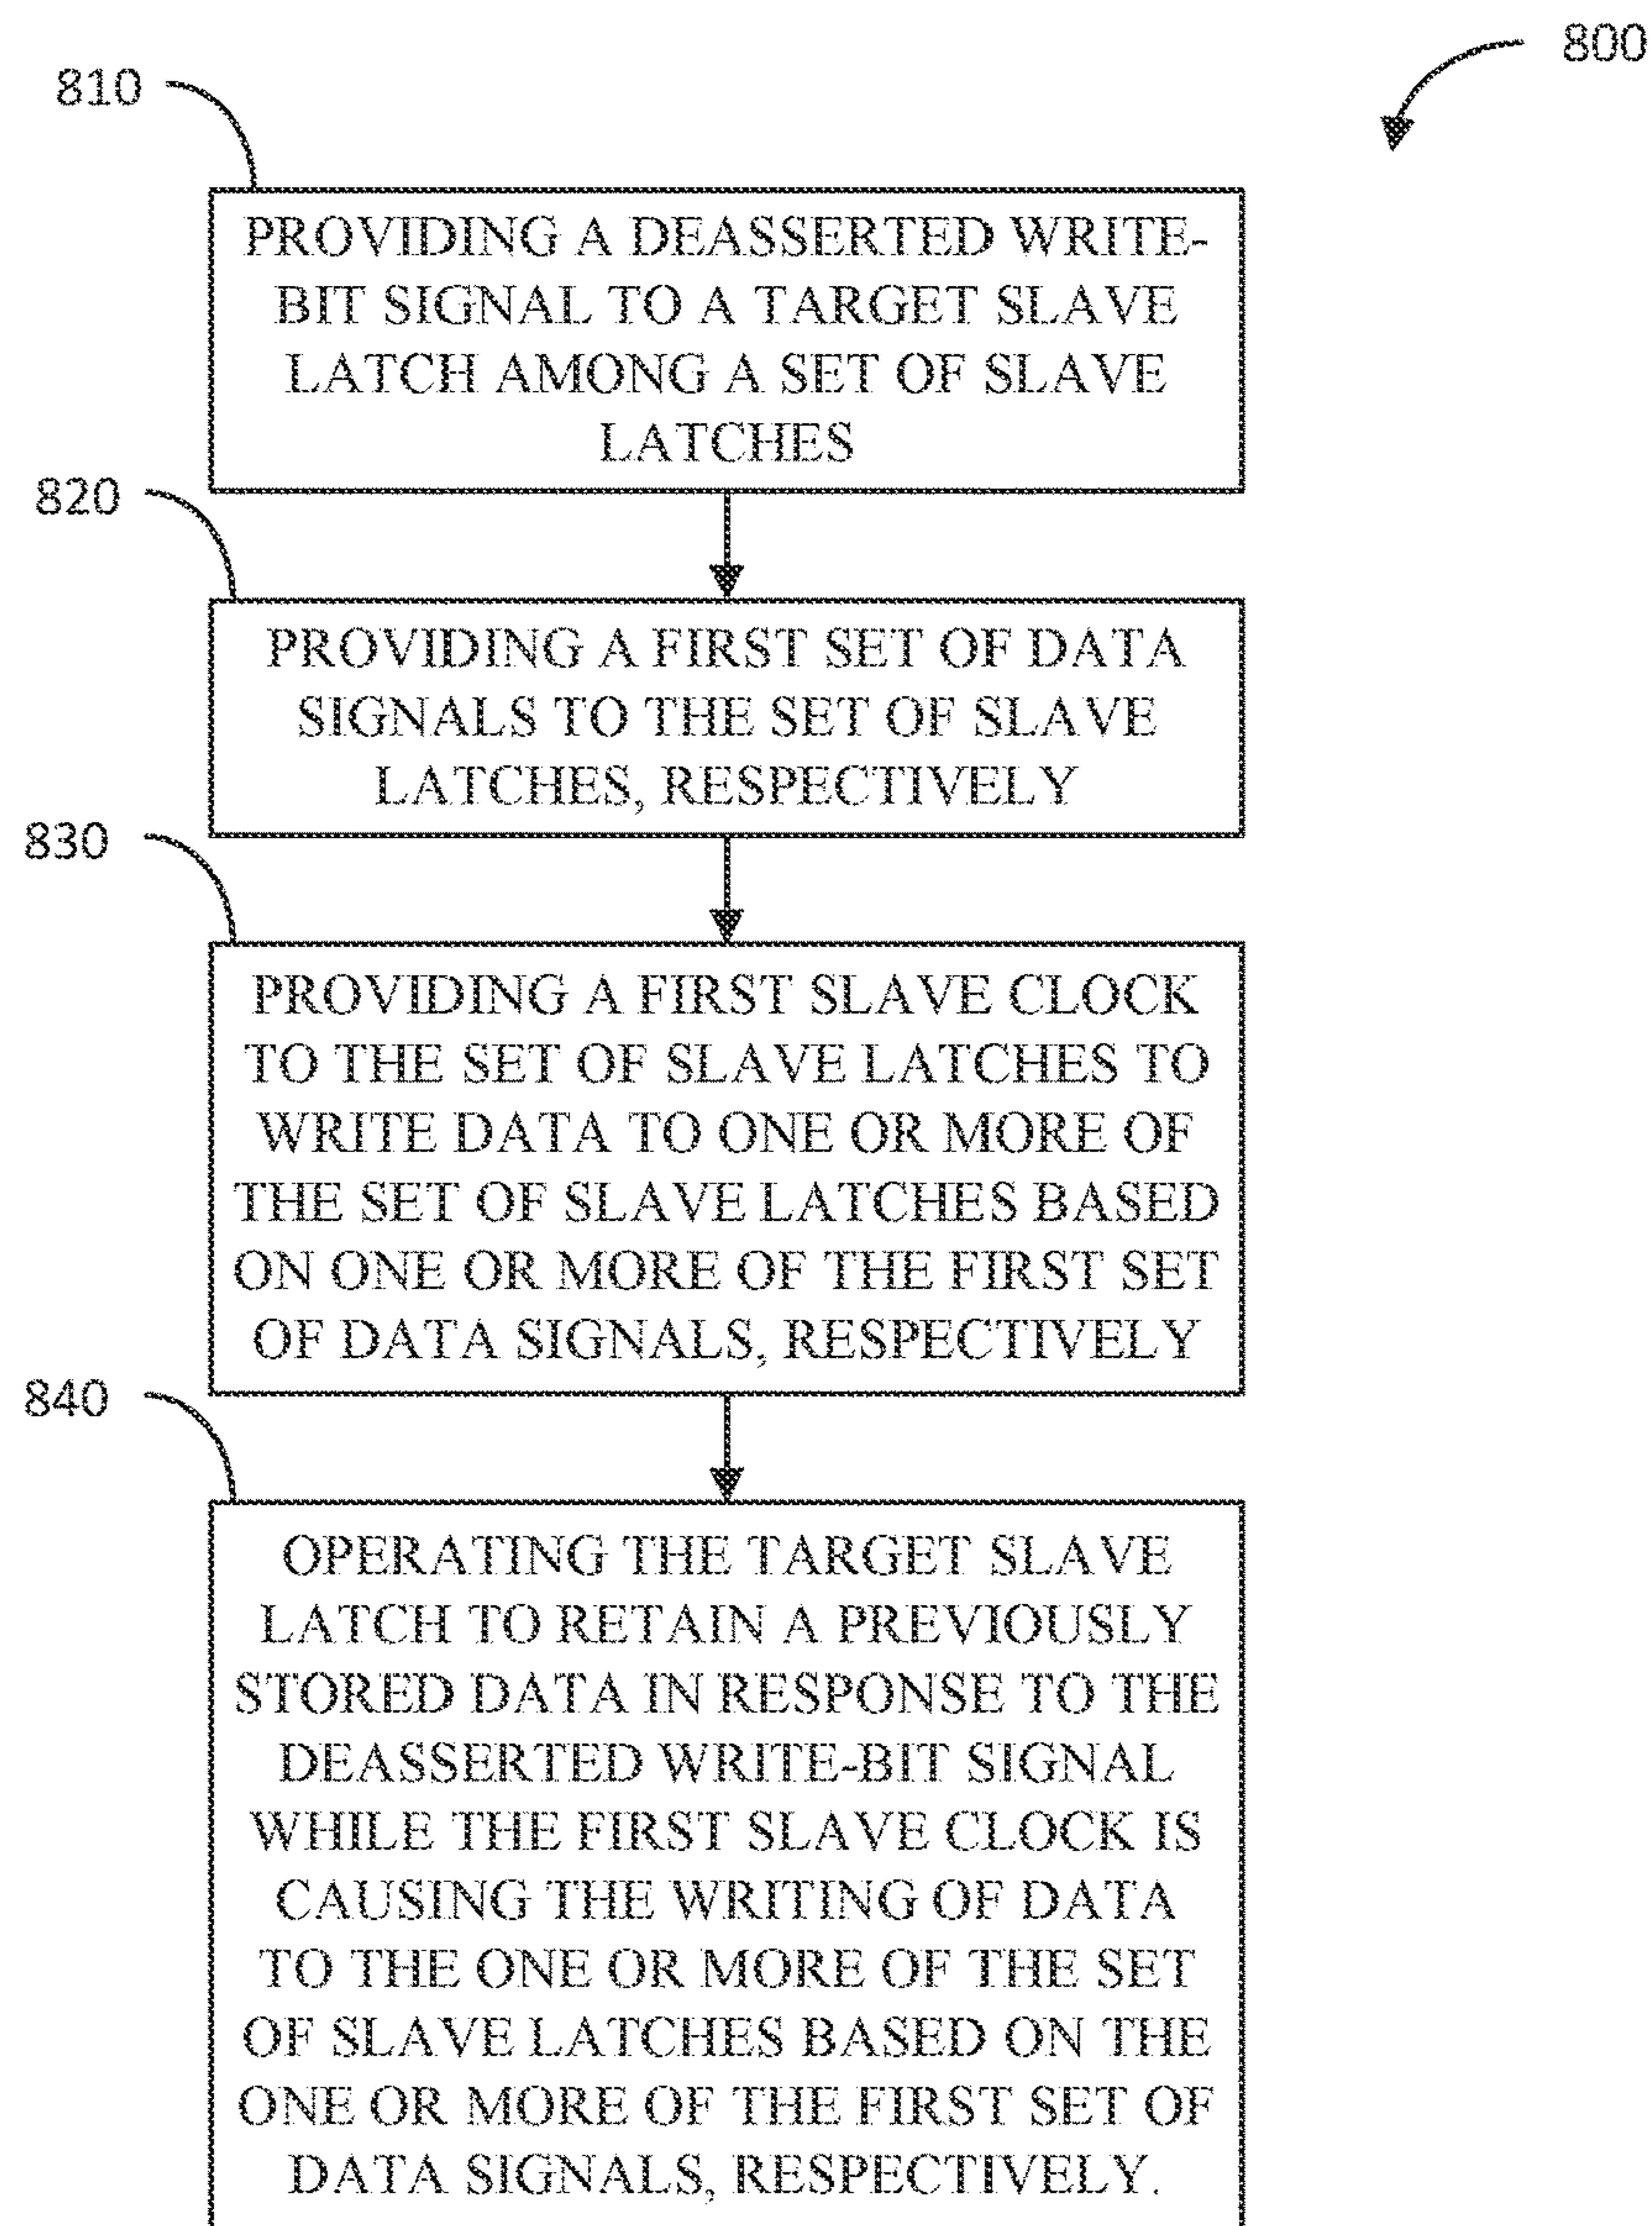 800
810
PROVIDING A DEASSERTED WRITE-
BIT SIGNAL TO A TARGET SLAVE
LATCH AMONG A SET OF SLAVE
LATCHES
820
PROVIDING A FIRST SET OF DATA
SIGNALS TO THE SET OF SLAVE
LATCHES, RESPECTIVELY
830
PROVIDING A FIRST SLAVE CLOCK
TO THE SET OF SLAVE LATCHES TO
WRITE DATA TO ONE OR MORE OF
THE SET OF SLAVE LATCHES BASED
ON ONE OR MORE OF THE FIRST SET
OF DATA SIGNALS, RESPECTIVELY
840
OPERATING THE TARGET SLAVE
LATCH TO RETAIN A PREVIOUSLY
STORED DATA IN RESPONSE TO THE
DEASSERTED WRITE-BIT SIGNAL
WHILE THE FIRST SLAVE CLOCK IS
CAUSING THE WRITING OF DATA
TO THE ONE OR MORE OF THE SET
OF SLAVE LATCHES BASED ON THE
ONE OR MORE OF THE FIRST SET OF
DATA SIGNALS, RESPECTIVELY.